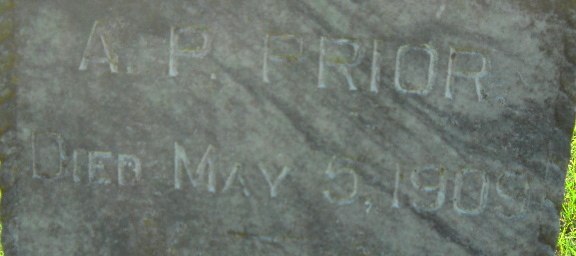 A. P. PRIOR
DIED MAY 5, 1909